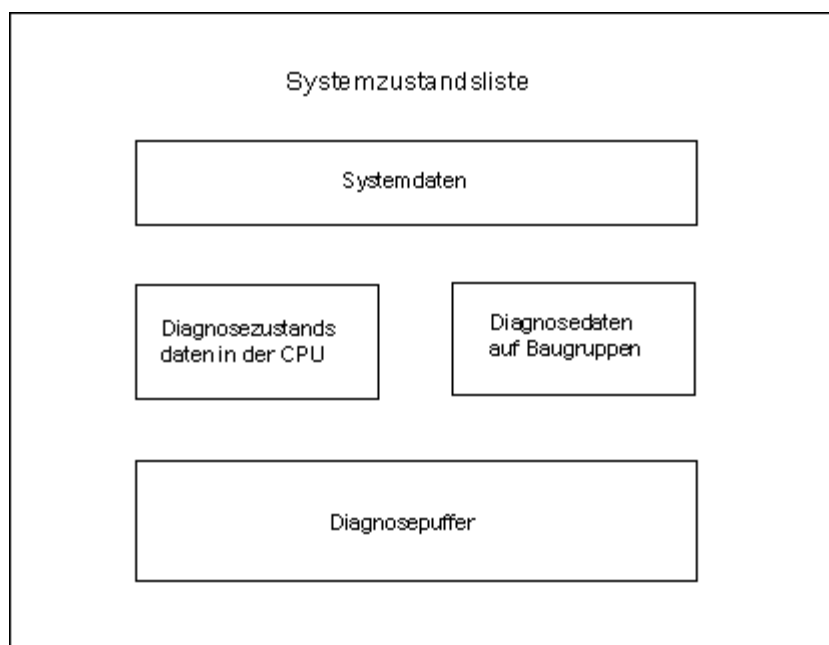 Systemzustandsliste
Systemdaten
Diagnosezustands
daten in der CPU
Diagnosedaten
auf Baugruppen
Diagnosepuffer